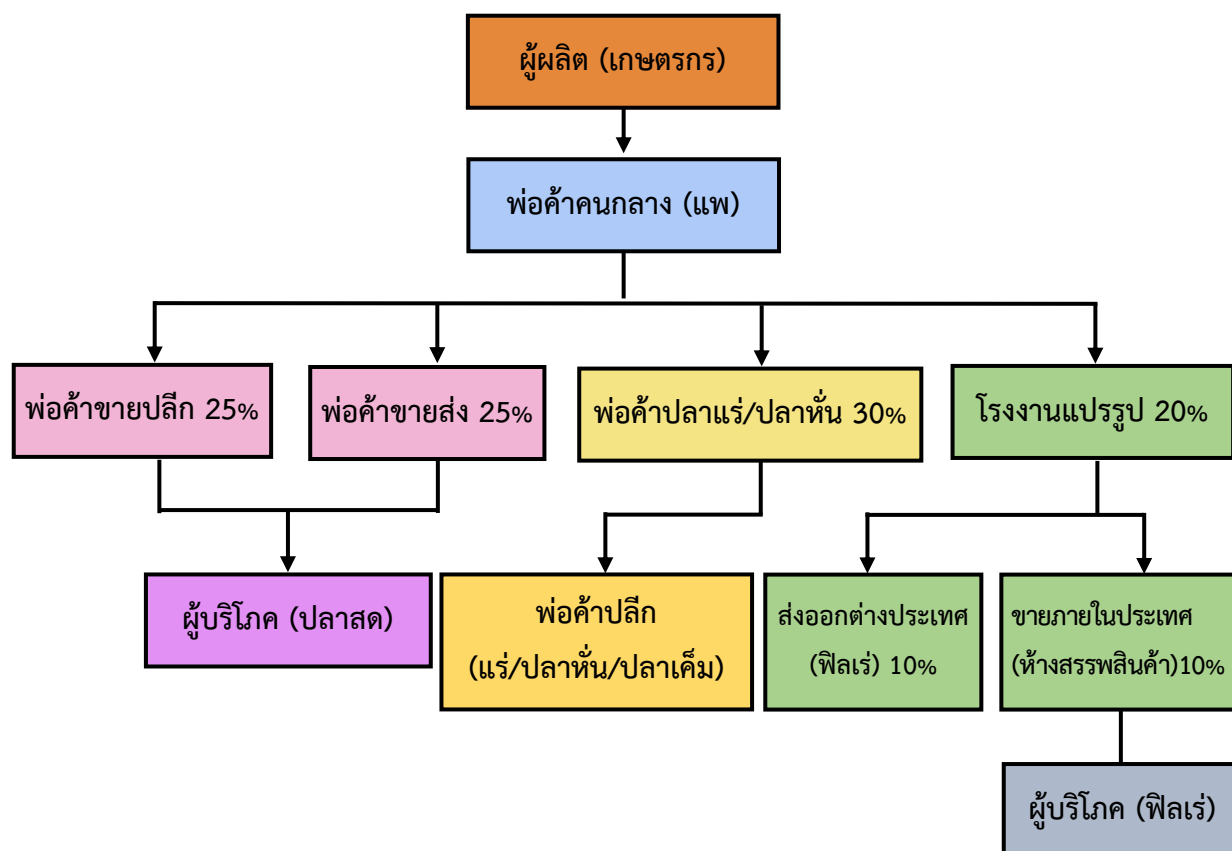 ผู้ผลิต (เกษตรกร)
พ่อค้าคนกลาง (แพ)
พ่อค้าขายปลีก 25%
พ่อค้าขายส่ง 25%
พ่อค้าปลาแร่/ปลาหั่น 30%
โรงงานแปรรูป 20%
ผู้บริโภค (ปลาสด)
พ่อค้าปลีก
(แร่/ปลาหั่น/ปลาเค็ม)
ส่งออกต่างประเทศ
(ฟิลเร่) 10%
ขายภายในประเทศ
(ห้างสรรพสินค้า)10%
ผู้บริโภค (ฟิลเร่)